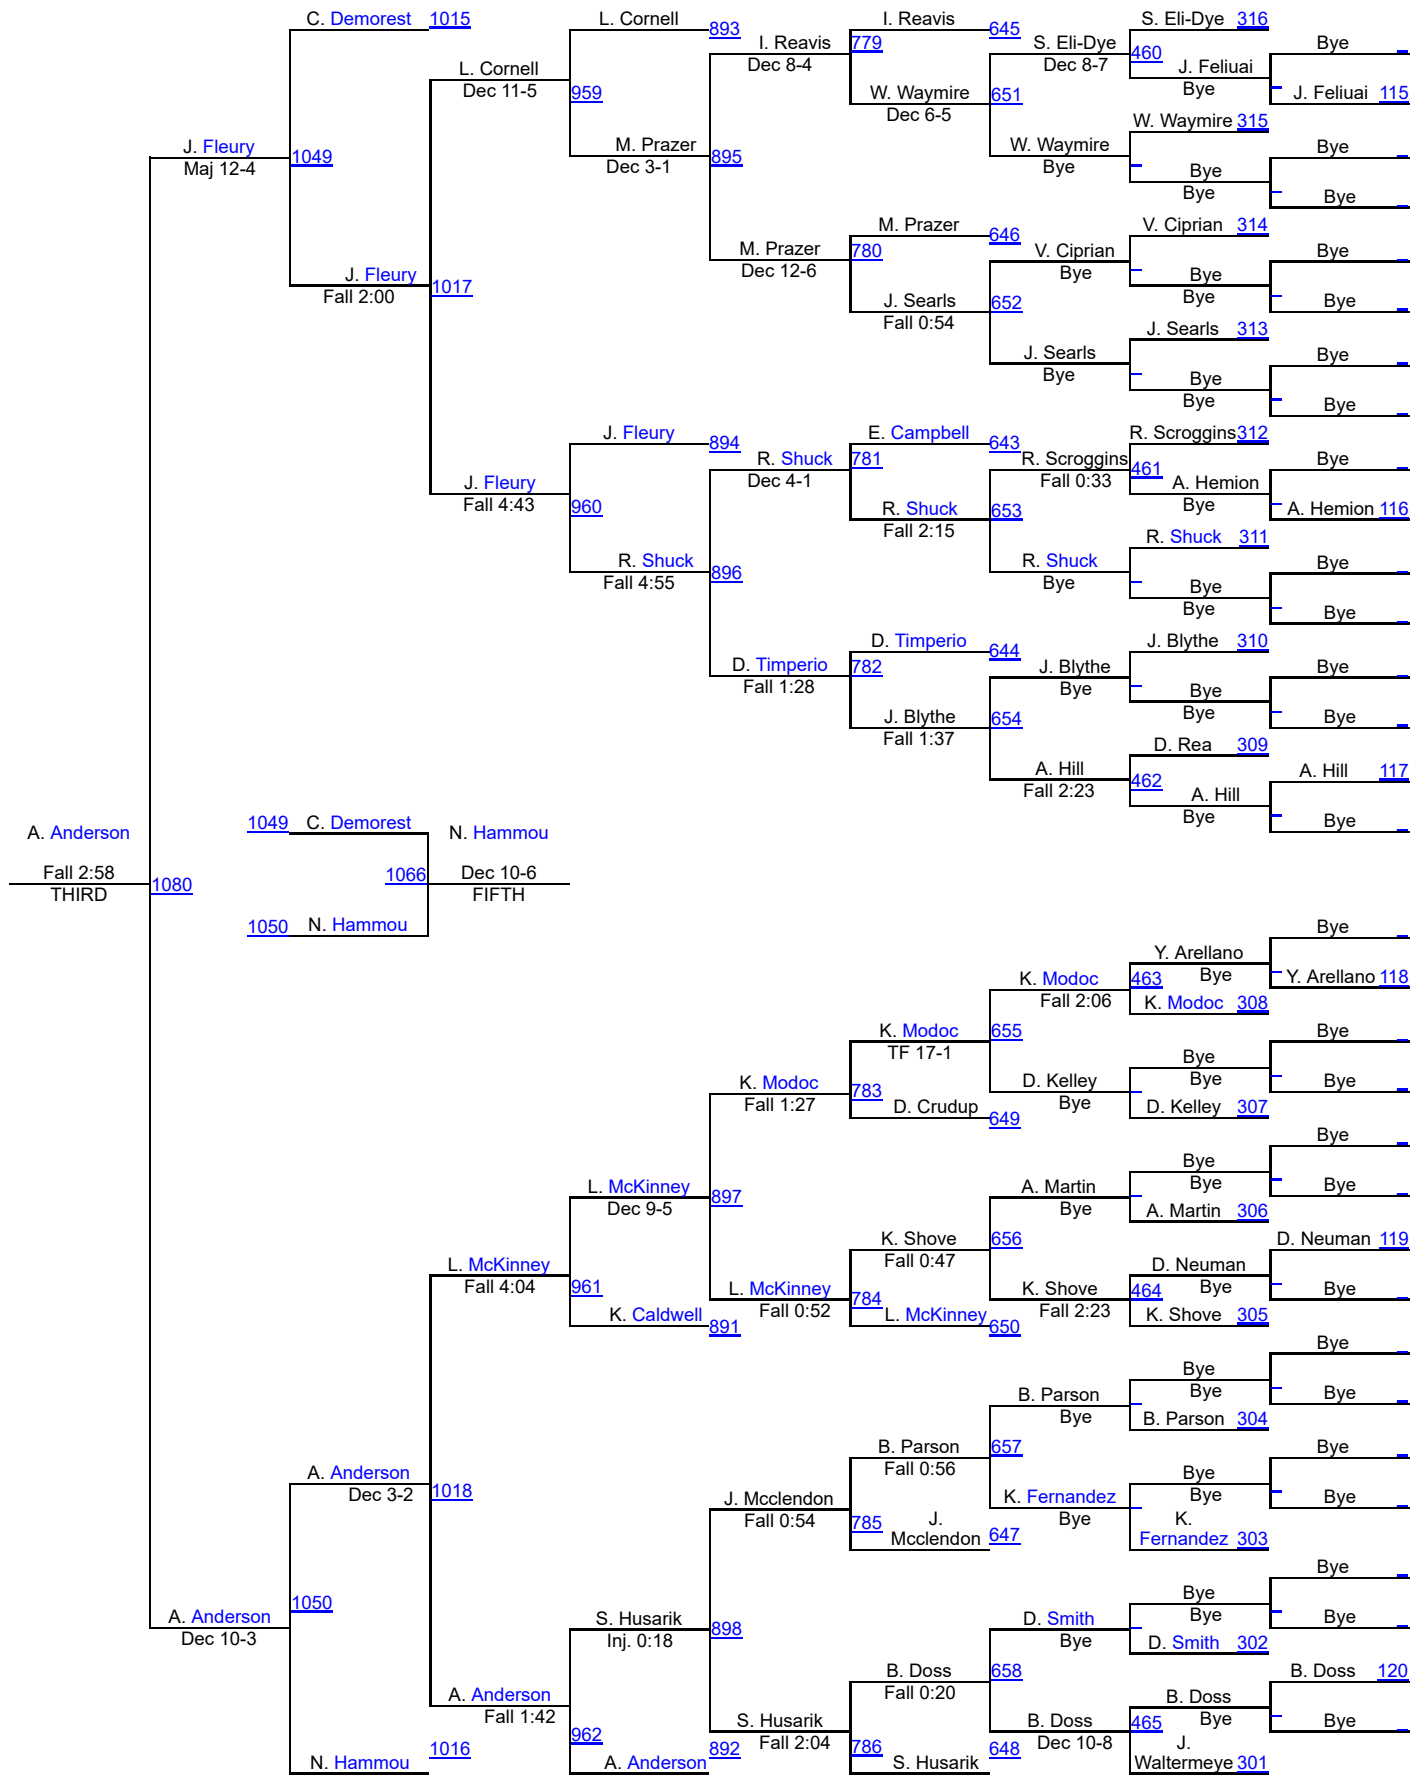 C. Demorest 1015
L. Cornell 893
I. Reavis 645
S. Eli-Dye 316
Bye
I. Reavis 779
Dec 8-4
S. Eli-Dye 460
Dec 8-7
J. Feliuai
Bye
J. Feliuai 115
L. Cornell
Dec 11-5
959
W. Waymire 651
Dec 6-5
W. Waymire 315
M. Prazer 895
Dec 3-1
W. Waymire
Bye
Bye
Bye
Bye
Bye
J. Fleury 1049
Maj 12-4
M. Prazer 646
V. Ciprian 314
M. Prazer 780
Dec 12-6
V. Ciprian
Bye
Bye
Bye
Bye
Bye
J. Fleury 1017
Fall 2:00
J. Searls 652
Fall 0:54
J. Searls 313
J. Searls
Bye
Bye
Bye
Bye
Bye
J. Fleury 894
E. Campbell 643
R. Scroggins 312
R. Shuck 781
Dec 4-1
R. Scroggins 461
Fall 0:33
Bye
A. Hemion
Bye
A. Hemion 116
J. Fleury
Fall 4:43
960
R. Shuck 653
Fall 2:15
R. Shuck 311
R. Shuck 896
Fall 4:55
R. Shuck
Bye
Bye
Bye
Bye
Bye
D. Timperio 644
J. Blythe 310
D. Timperio 782
Fall 1:28
J. Blythe
Bye
Bye
Bye
Bye
Bye
J. Blythe 654
Fall 1:37
D. Rea 309
A. Hill 462
Fall 2:23
A. Hill
Bye
A. Hill 117
Bye
A. Anderson
Fall 2:58
THIRD
1080
1049 C. Demorest
1066
1050 N. Hammou
N. Hammou
Dec 10-6
FIFTH
Bye
Y. Arellano
Bye
Y. Arellano 118
K. Modoc 463
Fall 2:06
K. Modoc 308
K. Modoc 655
TF 17-1
Bye
Bye
Bye
Bye
K. Modoc 783
Fall 1:27
D. Kelley
Bye
D. Kelley 307
D. Crudup 649
Bye
Bye
Bye
Bye
L. McKinney 897
Dec 9-5
A. Martin
Bye
A. Martin 306
K. Shove 656
Fall 0:47
D. Neuman 119
L. McKinney
Fall 4:04
961
D. Neuman
Bye
Bye
L. McKinney 784
Fall 0:52
K. Shove 464
Fall 2:23
K. Shove 305
K. Caldwell 891
L. McKinney 650
Bye
Bye
Bye
Bye
B. Parson
Bye
B. Parson 304
B. Parson 657
Fall 0:56
Bye
A. Anderson 1018
Dec 3-2
Bye
Bye
Bye
J. Mcclendon 785
Fall 0:54
K. Fernandez
Bye
K.
Fernandez 303
J.
Mcclendon 647
Bye
Bye
Bye
Bye
A. Anderson 1050
Dec 10-3
S. Husarik 898
Inj. 0:18
D. Smith
Bye
D. Smith 302
B. Doss 658
Fall 0:20
B. Doss 120
A. Anderson
Fall 1:42
962
B. Doss
Bye
Bye
S. Husarik 786
Fall 2:04
B. Doss 465
Dec 10-8
J.
Waltermeye 301
N. Hammou 1016
A. Anderson 892
S. Husarik 648